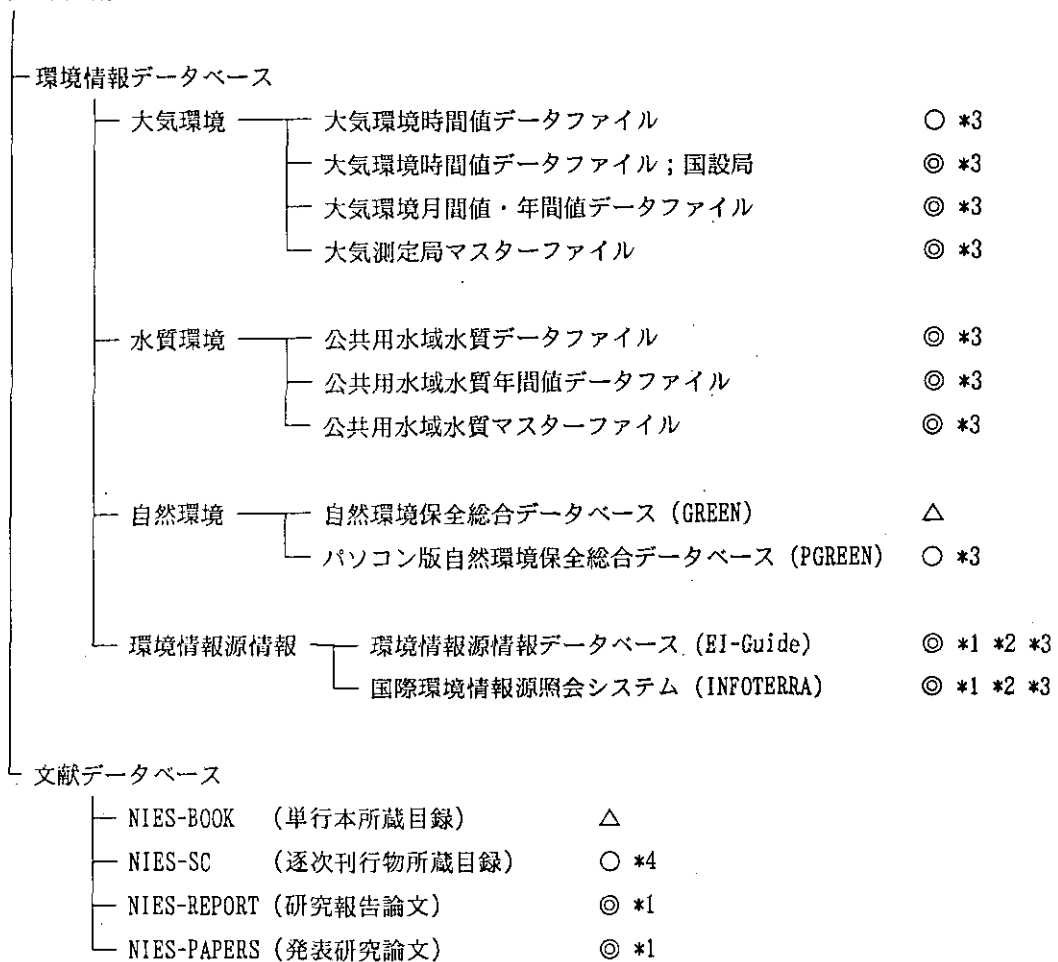 環境情報データベース
大気環境 大気環境時間値データファイル ○ *3
大気環境時間値データファイル;国設局 ◎ *3
大気環境月間値・年間値データファイル ◎ *3
大気測定局マスターファイル ◎ *3
水質環境 公共用水域水質データファイル ◎ *3
公共用水域水質年間値データファイル ◎ *3
公共用水域水質マスターファイル ◎ *3
自然環境 自然環境保全総合データベース (GREEN) △
パソコン版自然環境保全総合データベース (PGREEN) ○ *3
環境情報源情報 環境情報源情報データベース (EI-Guide) ◎ *1 *2 *3
国際環境情報源照会システム (INFOTERRA) ◎ *1 *2 *3
文献データベース
NIES-BOOK (単行本所蔵目録) △
NIES-SC (逐次刊行物所蔵目録) ○ *4
NIES-REPORT (研究報告論文) ◎ *1
NIES-PAPERS (発表研究論文) ◎ *1